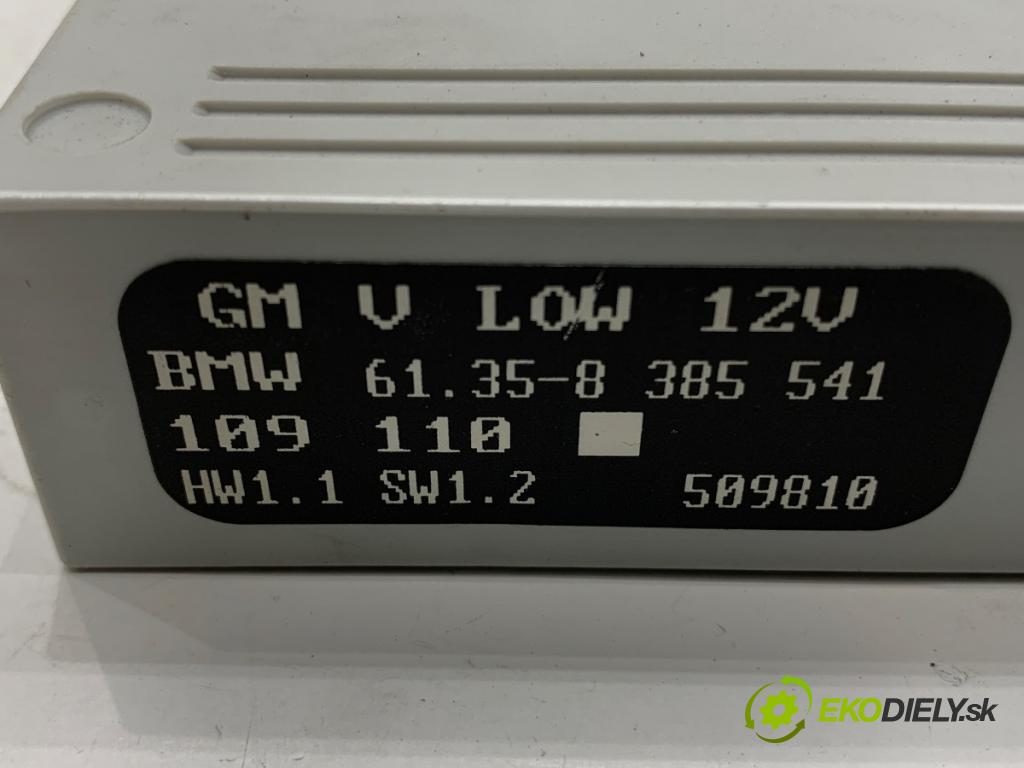 GM V LOW 12V
BMW 61.35-8 385 541
109 110
HW1.1 SW1.2 509810
EKODIELY.sk